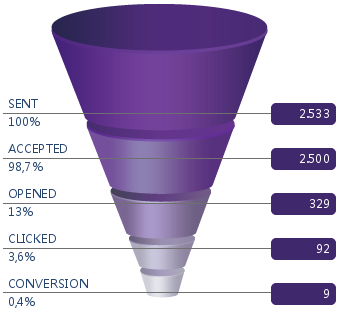 SENT
100%
2.533
ACCEPTED
98,7%
2.500
OPENED
13%
329
CLICKED
3,6%
92
CONVERSION
0,4%
9